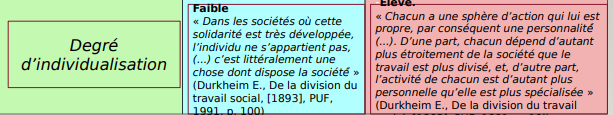 Degré
d’individualisation
Faible
« Dans les sociétés où cette
solidarité est très développée,
l’individu ne s’appartient pas,
(...) c’est littéralement une
chose dont dispose la société »
(Durkheim E., De la division du
travail social, [1893], PUF,
1991, p. 100)
Elevé.
« Chacun a une sphère d’action qui lui est
propre, par conséquent une personnalité
(...). D’une part, chacun dépend d’autant
plus étroitement de la société que le
travail est plus divisé, et, d’autre part,
l’activité de chacun est d’autant plus
personnelle qu’elle est plus spécialisée »
(Durkheim E., De la division du travail